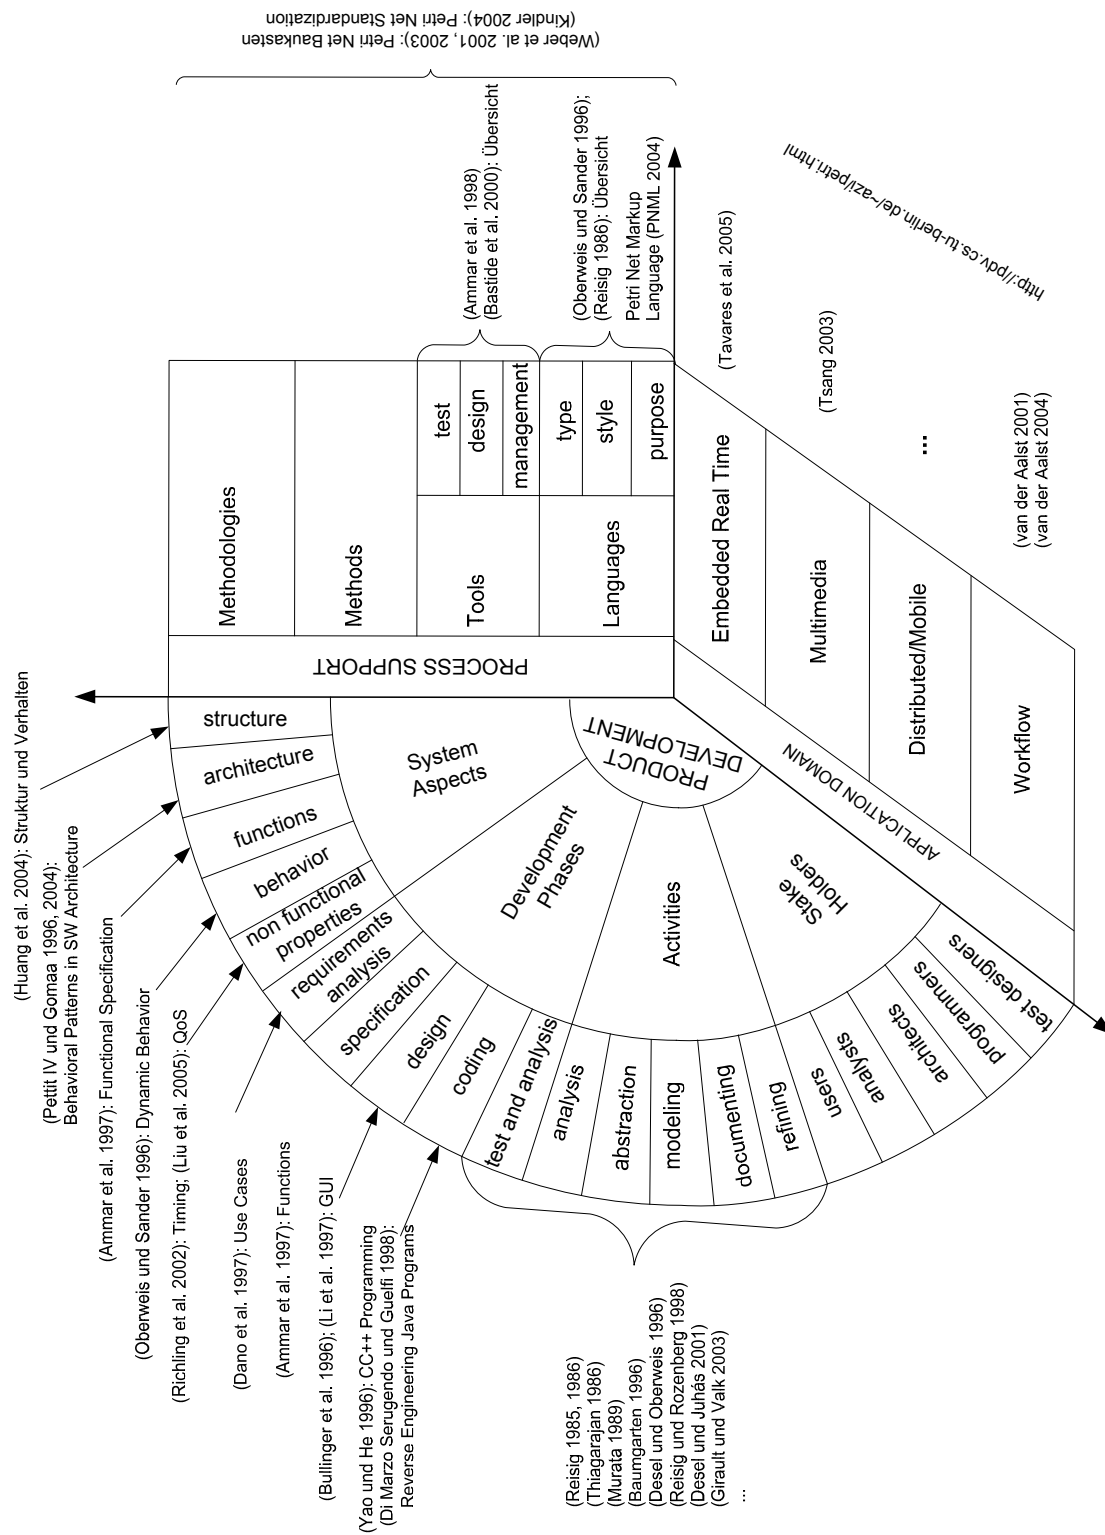 (Weber et al. 2001, 2003): Petri Net Baukasten
(Kindler 2004): Petri Net Standardization
(Huang et al. 2004): Struktur und Verhalten
(Pettit IV und Gomaa 1996, 2004):
Behavioral Patterns in SW Architecture
(Ammar et al. 1997): Functional Specification
(Oberweis und Sander 1996): Dynamic Behavior
(Richling et al. 2002): Timing; (Liu et al. 2005): QoS
(Dano et al. 1997): Use Cases
(Ammar et al. 1997): Functions
(Bullinger et al. 1996); (Li et al. 1997): GUI
(Yao und He 1996): CC++ Programming
(Di Marzo Serugendo und Guelfi 1998):
Reverse Engineering Java Programs
(Reisig 1985, 1986)
(Thiagarajan 1986)
(Murata 1989)
(Baumgarten 1996)
(Desel und Oberweis 1996)
(Reisig und Rozenberg 1998)
(Desel und Juhás 2001)
(Girault und Valk 2003)
...
structure
architecture
functions
behavior
non functional
properties
requirements
analysis
specification
design
coding
test and analysis
analysis
abstraction
modeling
documenting
refining
users
analysts
architects
programmers
test designers
System
Aspects
Development
Phases
Activities
Stake
Holders
PRODUCT
DEVELOPMENT
PROCESS SUPPORT
Methodologies
Methods
Tools
test
design
management
Languages
type
style
purpose
(Ammar et al. 1998)
(Bastide et al. 2000): Übersicht
(Oberweis und Sander 1996);
(Reisig 1986): Übersicht
Petri Net Markup
Language (PNML 2004)
APPLICATION DOMAIN
Embedded Real Time
Multimedia
Distributed/Mobile
Workflow
(Tavares et al. 2005)
(Tsang 2003)
...
(van der Aalst 2001)
(van der Aalst 2004)
http://pdv.cs.tu-berlin.de/~azi/petri.html